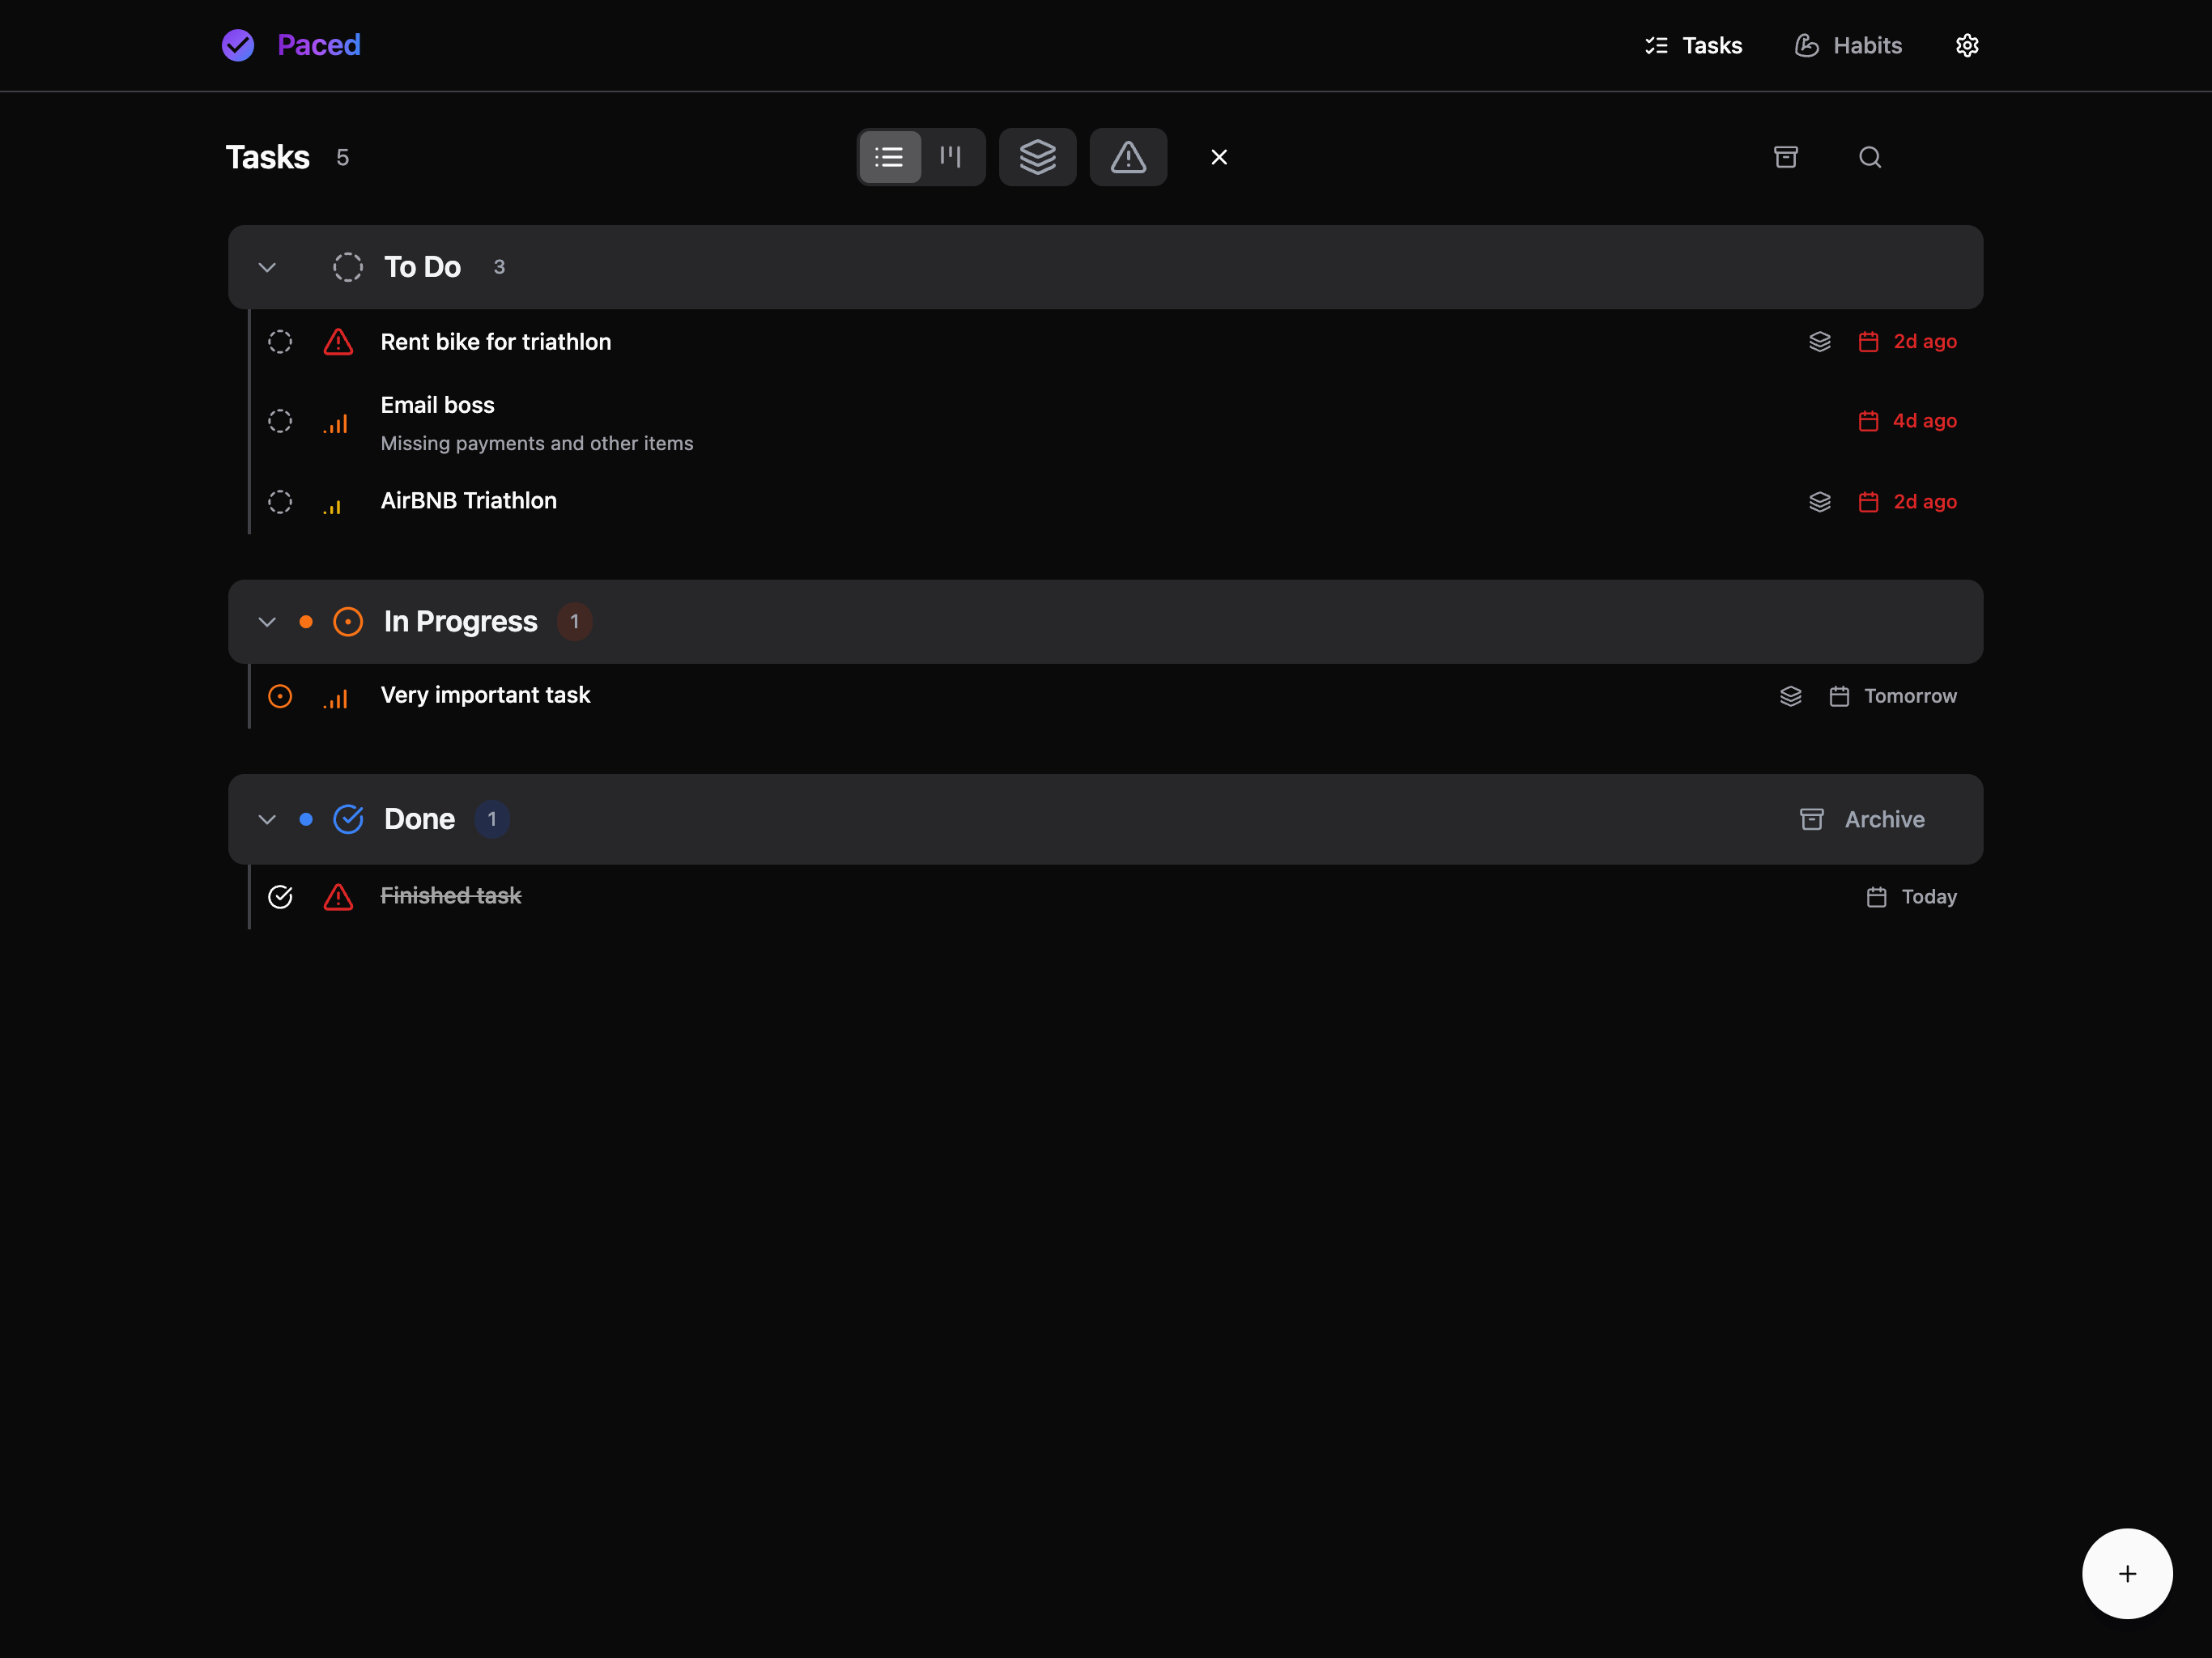 Paced
Tasks
Habits
Tasks 5
To Do 3
Rent bike for triathlon
2d ago
Email boss
Missing payments and other items
4d ago
AirBNB Triathlon
2d ago
In Progress 1
Very important task
Tomorrow
Done 1
Archive
Finished task
Today